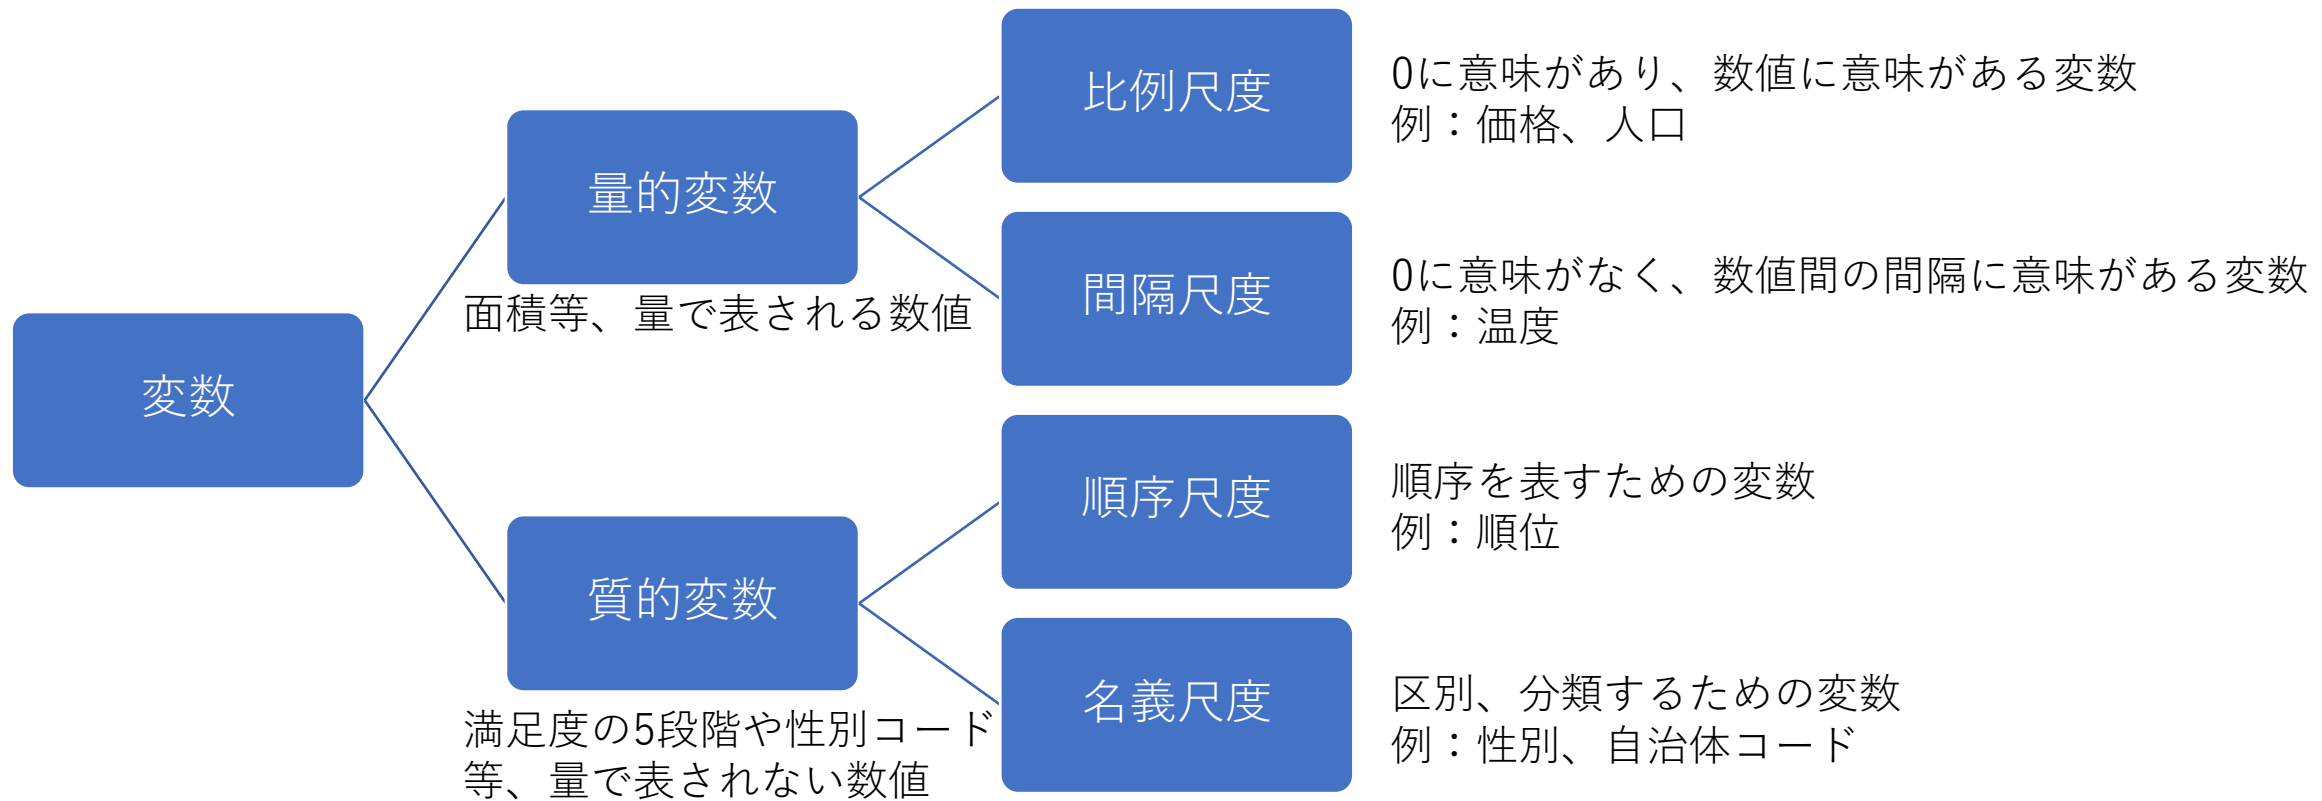 変数
量的変数
面積等、量で表される数値
比例尺度
0に意味があり、数値に意味がある変数
例：価格、人口
間隔尺度
0に意味がなく、数値間の間隔に意味がある変数
例：温度
質的変数
満足度の5段階や性別コード
等、量で表されない数値
順序尺度
順序を表すための変数
例：順位
名義尺度
区別、分類するための変数
例：性別、自治体コード